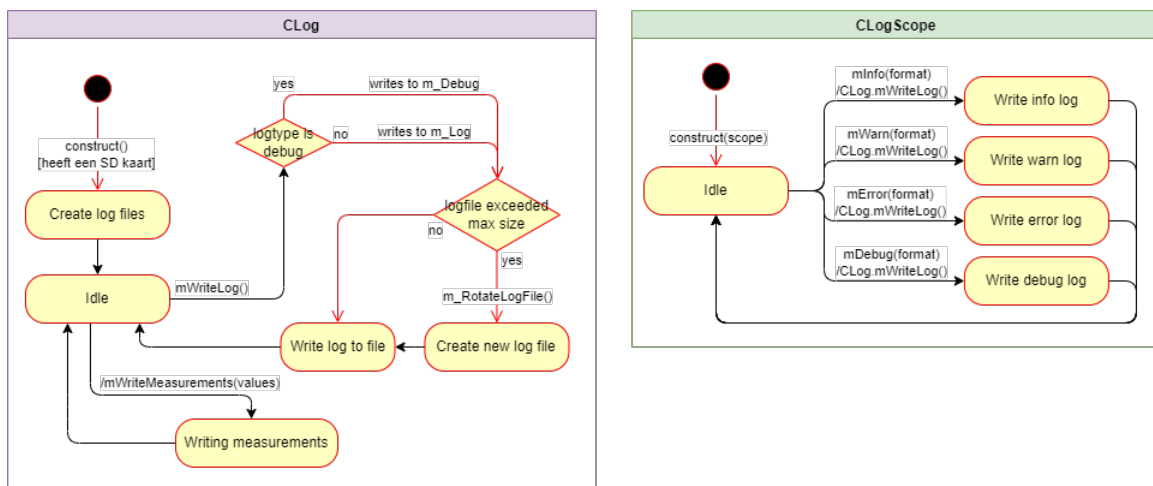 CLog
yes
writes to m_Debug
logtype is
debug
no
writes to m_Log
construct()
[heeft een SD kaart]
Create log files
logfile exceeded
max size
no
yes
mWriteLog()
Idle
m_RotateLogFile()
Write log to file
Create new log file
/mWriteMeasurements(values)
Writing measurements
CLogScope
construct(scope)
Idle
mInfo(format)
/CLog.mWriteLog()
Write info log
mWarn(format)
/CLog.mWriteLog()
Write warn log
mError(format)
/CLog.mWriteLog()
Write error log
mDebug(format)
/CLog.mWriteLog()
Write debug log